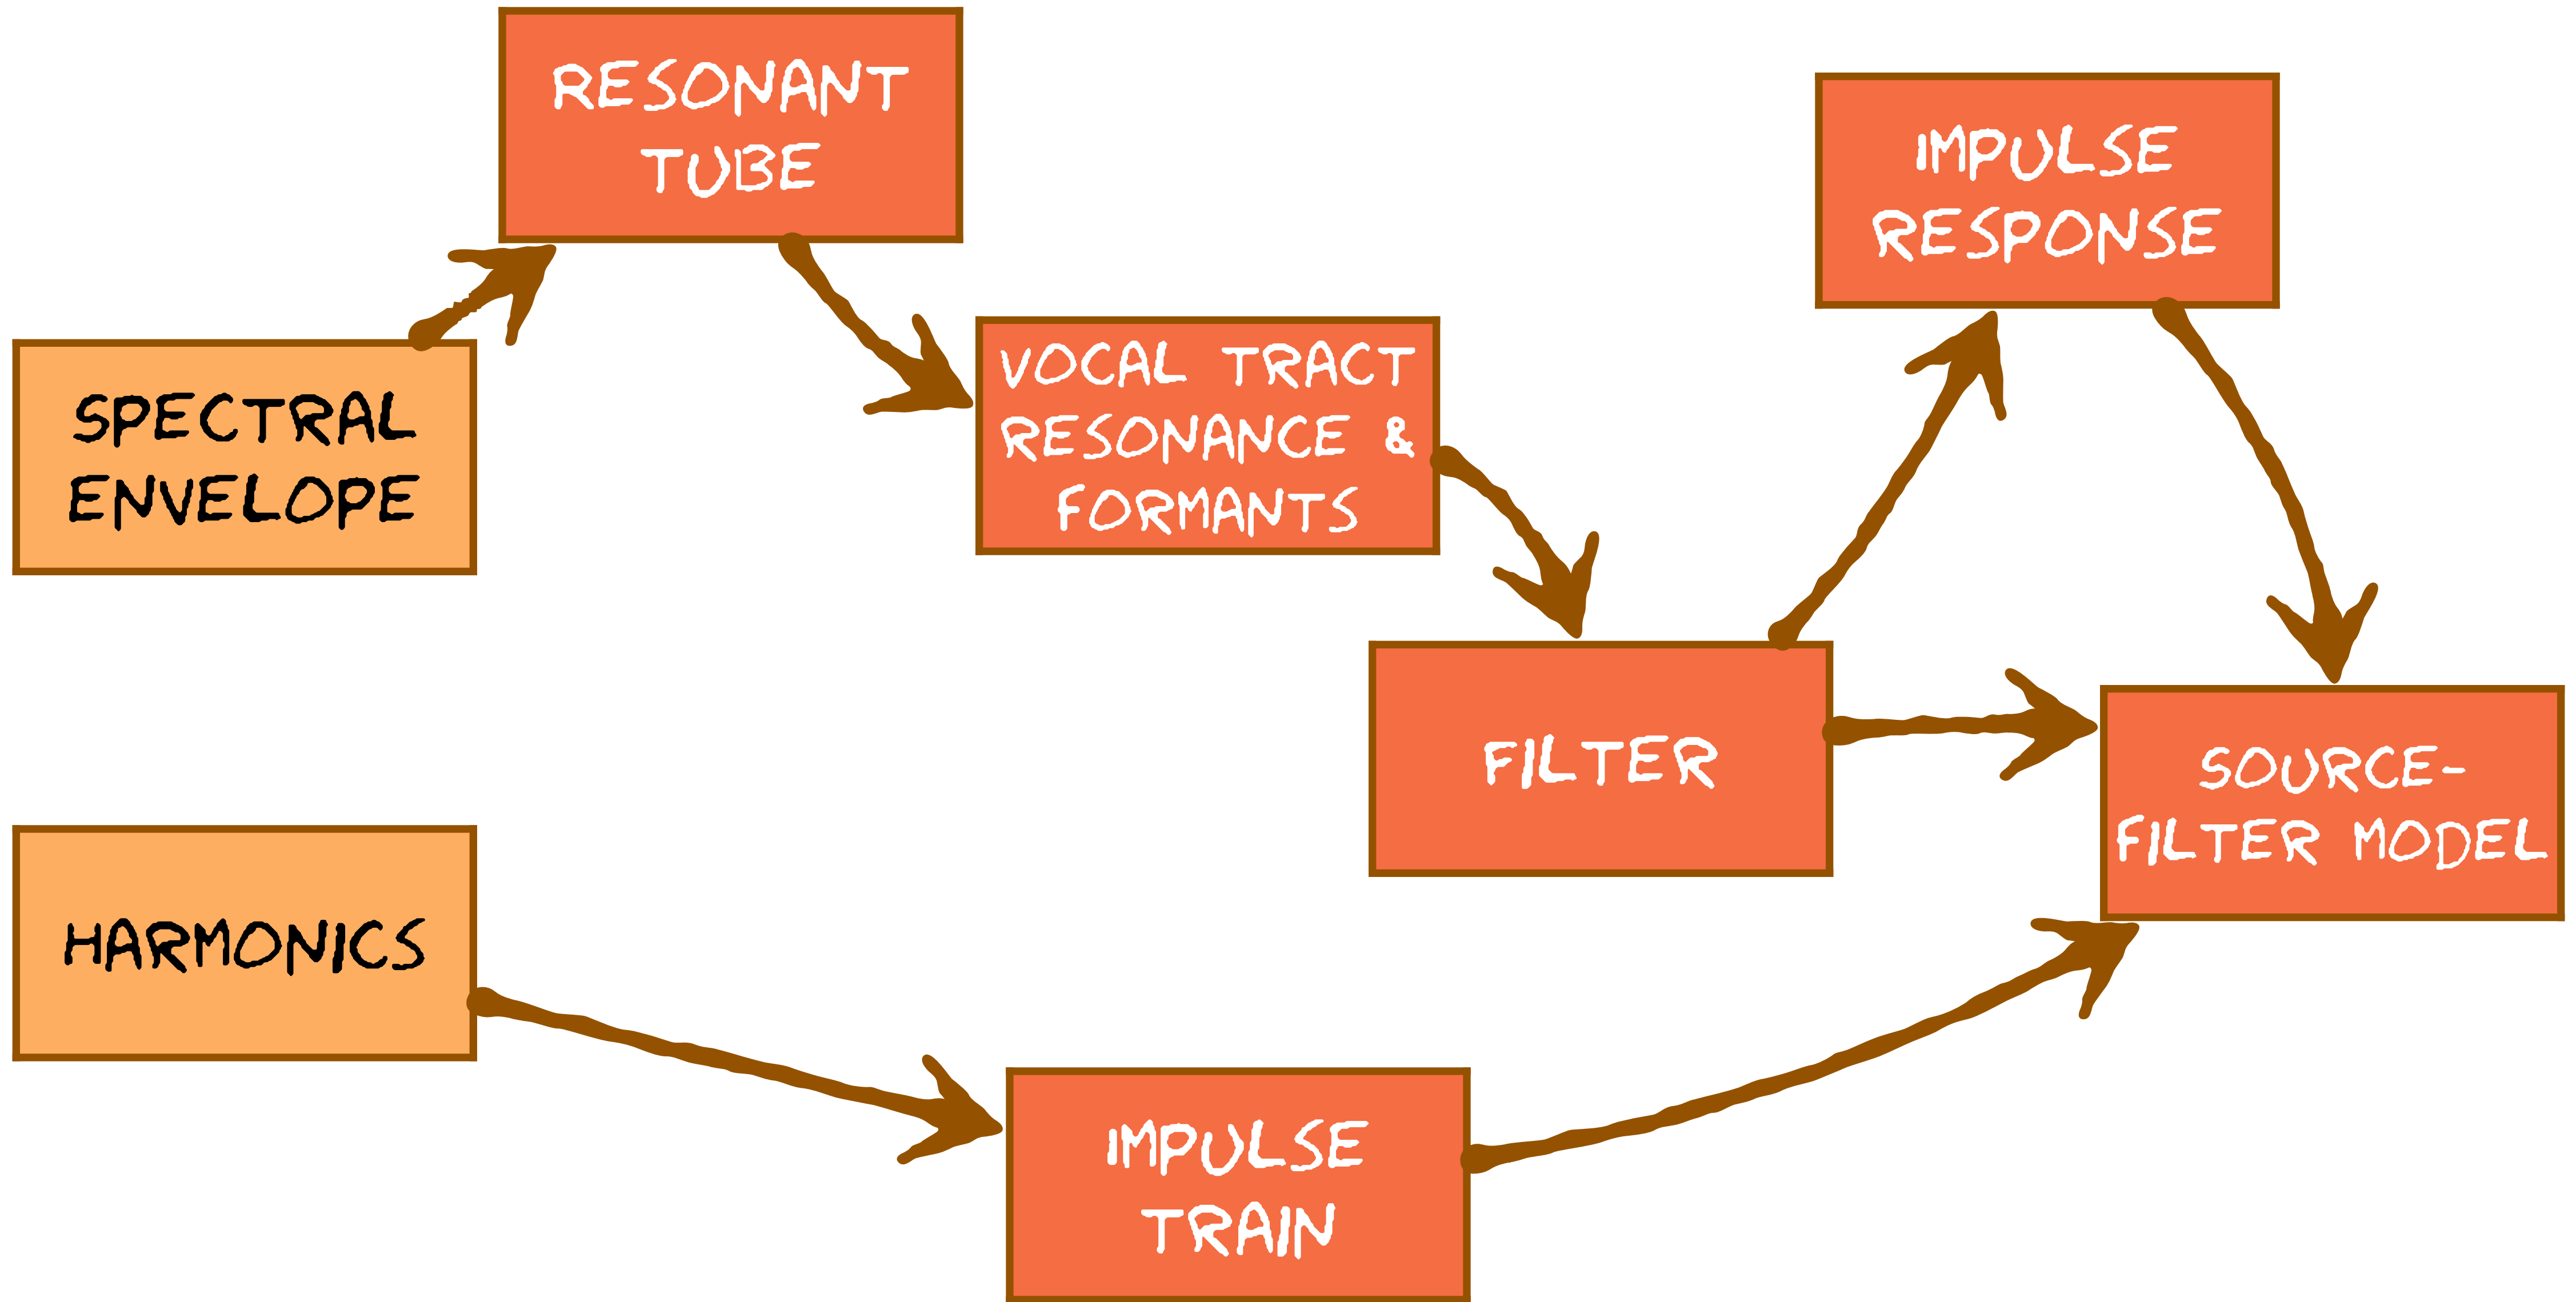 RESONANT
TUBE
IMPULSE
RESPONSE
SPECTRAL
ENVELOPE
VOCAL TRACT
RESONANCE &
FORMANTS
FILTER
SOURCE-
FILTER MODEL
HARMONICS
IMPULSE
TRAIN